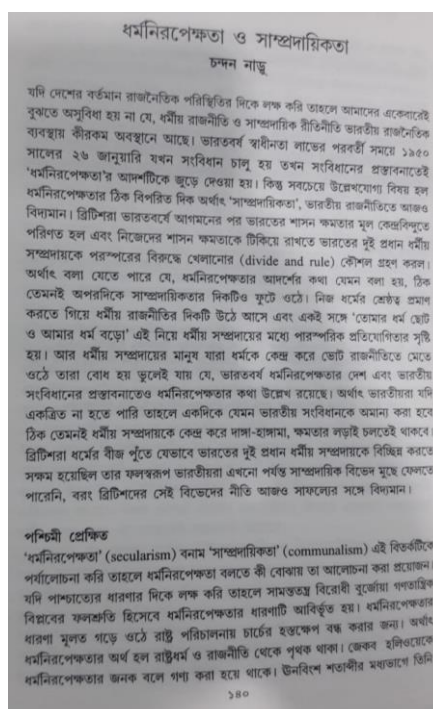 ধর্মনিরপেক্ষতা ও সাম্প্রদায়িকতা
চন্দন নাড়ু
যদি দেশের বর্তমান রাজনৈতিক পরিস্থিতির দিকে লক্ষ করি তাহলে আমাদের একেবারেই
বুঝতে অসুবিধা হয় না যে, ধর্মীয় রাজনীতি ও সাম্প্রদায়িক রীতিনীতি ভারতীয় রাজনৈতিক
ব্যবস্থায় কীরকম অবস্থানে আছে। ভারতবর্ষ স্বাধীনতা লাভের পরবর্তী সময়ে ১৯৫০
সালের ২৬ জানুয়ারি যখন সংবিধান চালু হয় তখন সংবিধানের প্রস্তাবনাতেই
'ধর্মনিরপেক্ষতা'র আদর্শটিকে জুড়ে দেওয়া হয়। কিন্তু সবচেয়ে উল্লেখযোগ্য বিষয় হল
ধর্মনিরপেক্ষতার ঠিক বিপরিত দিক অর্থাৎ 'সাম্প্রদায়িকতা', ভারতীয় রাজনীতিতে আজও
বিদ্যমান। ব্রিটিশরা ভারতবর্ষে আগমনের পর ভারতের শাসন ক্ষমতার মূল কেন্দ্রবিন্দুতে
পরিণত হল এবং নিজেদের শাসন ক্ষমতাকে টিকিয়ে রাখতে ভারতের দুই প্রধান ধর্মীয়
সম্প্রদায়কে পরস্পরের বিরুদ্ধে খেলানোর (divide and rule) কৌশল গ্রহণ করল।
অর্থাৎ বলা যেতে পারে যে, ধর্মনিরপেক্ষতার আদর্শের কথা যেমন বলা হয়, ঠিক
তেমনই অপরদিকে সাম্প্রদায়িকতার দিকটিও ফুটে ওঠে। নিজ ধর্মের শ্রেষ্ঠত্ব প্রমাণ
করতে গিয়ে ধর্মীয় রাজনীতির দিকটি উঠে আসে এবং একই সঙ্গে 'তোমার ধর্ম ছোট
ও আমার ধর্ম বড়ো' এই নিয়ে ধর্মীয় সম্প্রদায়ের মধ্যে পারস্পরিক প্রতিযোগিতার সৃষ্টি
হয়। আর ধর্মীয় সম্প্রদায়ের মানুষ যারা ধর্মকে কেন্দ্র করে ভোট রাজনীতিতে মেতে
ওঠে তারা বোধ হয় ভুলেই যায় যে, ভারতবর্ষ ধর্মনিরপেক্ষতার দেশ এবং ভারতীয়
সংবিধানের প্রস্তাবনাতেও ধর্মনিরপেক্ষতার কথা উল্লেখ রয়েছে। অর্থাৎ ভারতীয়রা যদি
একত্রিত না হতে পারি তাহলে একদিকে যেমন ভারতীয় সংবিধানকে অমান্য করা হবে
ঠিক তেমনই ধর্মীয় সম্প্রদায়কে কেন্দ্র করে দাঙ্গা-হাঙ্গামা, ক্ষমতার লড়াই চলতেই থাকবে।
ব্রিটিশরা ধর্মের বীজ পুঁতে যেভাবে ভারতের দুই প্রধান ধর্মীয় সম্প্রদায়কে বিচ্ছিন্ন করতে
সক্ষম হয়েছিল তার ফলস্বরূপ ভারতীয়রা এখনো পর্যন্ত সাম্প্রদায়িক বিভেদ মুছে ফেলতে
পারেনি, বরং ব্রিটিশদের সেই বিভেদের নীতি আজও সাফল্যের সঙ্গে বিদ্যমান।
পশ্চিমী প্রেক্ষিত
'ধর্মনিরপেক্ষতা' (secularism) বনাম 'সাম্প্রদায়িকতা' (communalism) এই বিতর্কটিকে
পর্যালোচনা করি তাহলে ধর্মনিরপেক্ষতা বলতে কী বোঝায় তা আলোচনা করা প্রয়োজন।
যদি পাশ্চাত্যের ধারণার দিকে লক্ষ করি তাহলে সামন্ততন্ত্র বিরোধী বুর্জোয়া গণতান্ত্রিক
বিপ্লবের ফলশ্রুতি হিসেবে ধর্মনিরপেক্ষতার ধারণাটি আবির্ভূত হয়। ধর্মনিরপেক্ষতার
ধারণা মূলত গড়ে ওঠে রাষ্ট্র পরিচালনায় চার্চের হস্তক্ষেপ বন্ধ করার জন্য। অর্থাৎ
ধর্মনিরপেক্ষতার অর্থ হল রাষ্ট্রধর্ম ও রাজনীতি থেকে পৃথক থাকা। জেকব হলিওয়েকে
ধর্মনিরপেক্ষতার জনক বলে গণ্য করা হয়ে থাকে। ঊনবিংশ শতাব্দীর মধ্যভাগে তিনি
১৪০